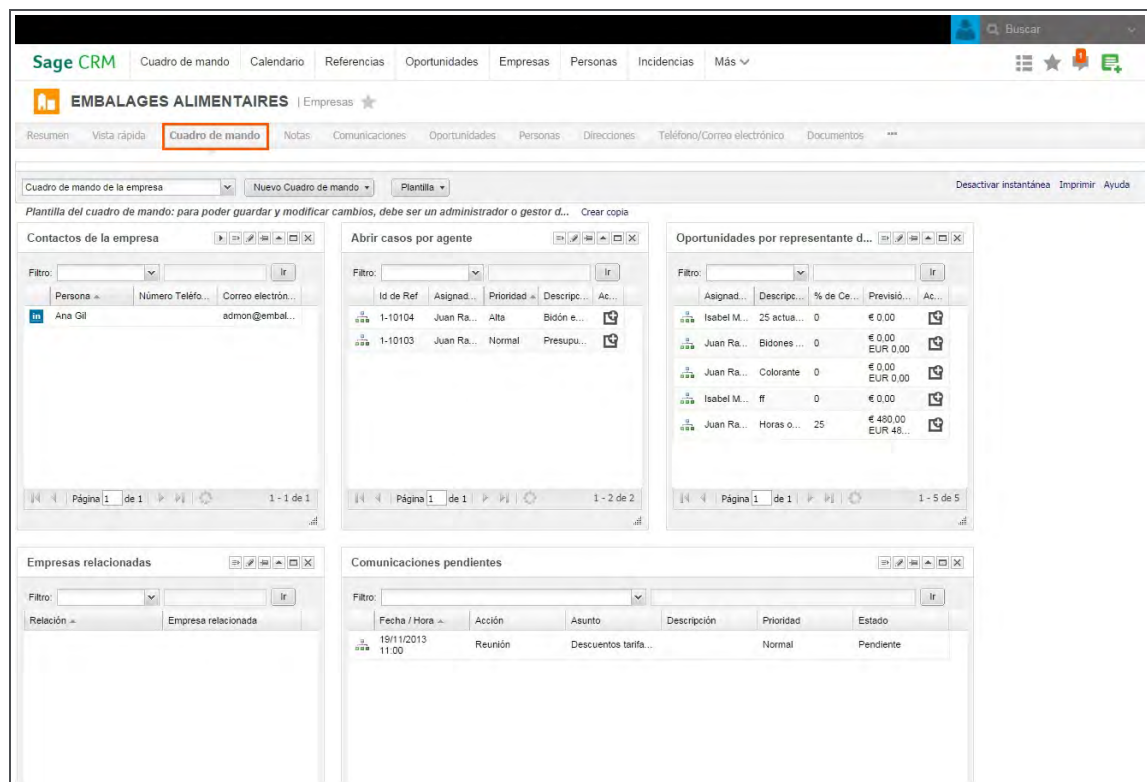 Buscar
Sage CRM Cuadro de mando Calendario Referencias Oportunidades Empresas Personas Incidencias Más
1
EMBALAGES ALIMENTAIRES | Empresas
Resumen Vista rápida Cuadro de mando Notas Comunicaciones Oportunidades Personas Direcciones Teléfono/Correo electrónico Documentos ...
Cuadro de mando de la empresa Nuevo Cuadro de mando Plantilla Desactivar instantánea Imprimir Ayuda
Plantilla del cuadro de mando: para poder guardar y modificar cambios, debe ser un administrador o gestor d... Crear copia
Contactos de la empresa
Filtro: Ir
Persona Número Teléfo... Correo electrón...
in Ana Gil admon@embal...
Página 1 de 1 1 - 1 de 1
Abrir casos por agente
Filtro: Ir
Id de Ref Asignad... Prioridad Descripc... Ac...
1-10104 Juan Ra... Alta Bidón e...
1-10103 Juan Ra... Normal Presupu...
Página 1 de 1 1 - 2 de 2
Oportunidades por representante d...
Filtro: Ir
Asignad... Descripc... % de Ce... Previsió... Ac...
Isabel M... 25 actua... 0 € 0,00
Juan Ra... Bidones ... 0 € 0,00
EUR 0,00
Juan Ra... Colorante 0 € 0,00
EUR 0,00
Isabel M... ff 0 € 0,00
Juan Ra... Horas o... 25 € 480,00
EUR 48...
Página 1 de 1 1 - 5 de 5
Empresas relacionadas
Filtro: Ir
Relación Empresa relacionada
Comunicaciones pendientes
Filtro: Ir
Fecha / Hora Acción Asunto Descripción Prioridad Estado
19/11/2013
11:00 Reunión Descuentos tarifa... Normal Pendiente